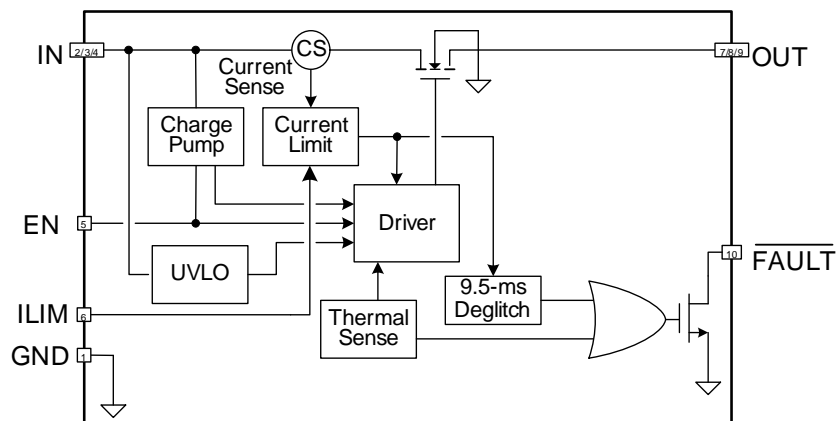 IN
2/3/4
CS
7/8/9
OUT
Current
Sense
Charge
Pump
Current
Limit
EN
5
Driver
10
FAULT
UVLO
9.5-ms
Deglitch
ILIM
6
Thermal
Sense
GND
1